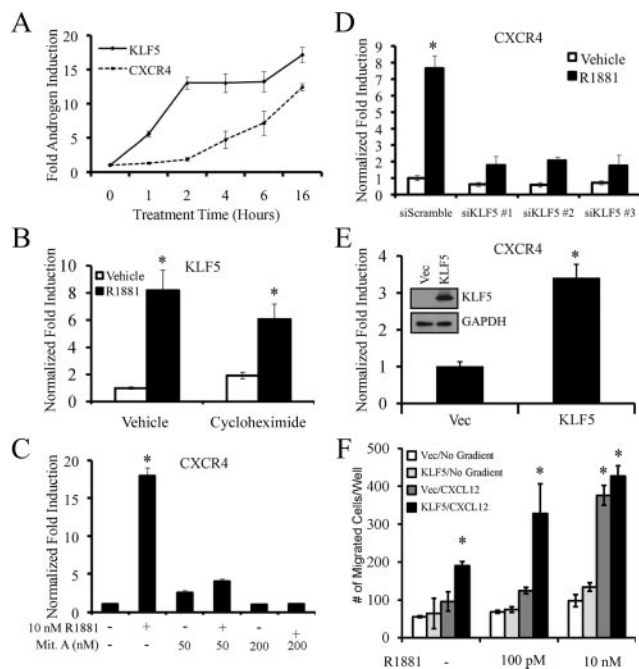 A
Fold Androgen Induction
20
15
10
5
0
KLF5
CXCR4
0 1 2 4 6 16
Treatment Time (Hours)
B
KLF5
Normalized Fold Induction
10
8
6
4
2
0
Vehicle
R1881
Vehicle Cycloheximide
C
CXCR4
Normalized Fold Induction
20
15
10
5
0
*
*
*
10 nM R1881 - + - + - +
Mit. A (nM) - - 50 50 200 200
D
CXCR4
Normalized Fold Induction
10
8
6
4
2
1
0
*
Vehicle
R1881
siScramble siKLF5 #1 siKLF5 #2 siKLF5 #3
E
CXCR4
Normalized Fold Induction
5
4
3
2
1
0
Vec KLF5
KLF5
GAPDH
*
Vec KLF5
F
# of Migrated Cells/Well
500
400
300
200
100
0
Vec/No Gradient
KLF5/No Gradient
Vec/CXCL12
KLF5/CXCL12
*
*
* *
R1881 - 100 pM 10 nM